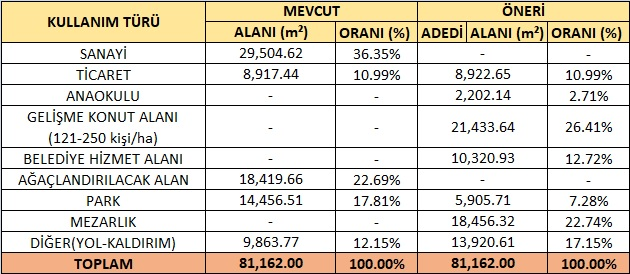 KULLANIM TÜRÜ MEVCUT ÖNERİ
ALANI (m²) ORANI (%) ADEDİ ALANI (m²) ORANI (%)
SANAYİ 29,504.62 36.35% - -
TİCARET 8,917.44 10.99% 8,922.65 10.99%
ANAOKULU - - 2,202.14 2.71%
GELİŞME KONUT ALANI
(121-250 kişi/ha) - - 21,433.64 26.41%
BELEDİYE HİZMET ALANI 10,320.93 12.72%
AĞAÇLANDIRILACAK ALAN 18,419.66 22.69% - -
PARK 14,456.51 17.81% 5,905.71 7.28%
MEZARLIK - - 18,456.32 22.74%
DİĞER(YOL-KALDIRIM) 9,863.77 12.15% 13,920.61 17.15%
TOPLAM 81,162.00 100.00% 81,162.00 100.00%